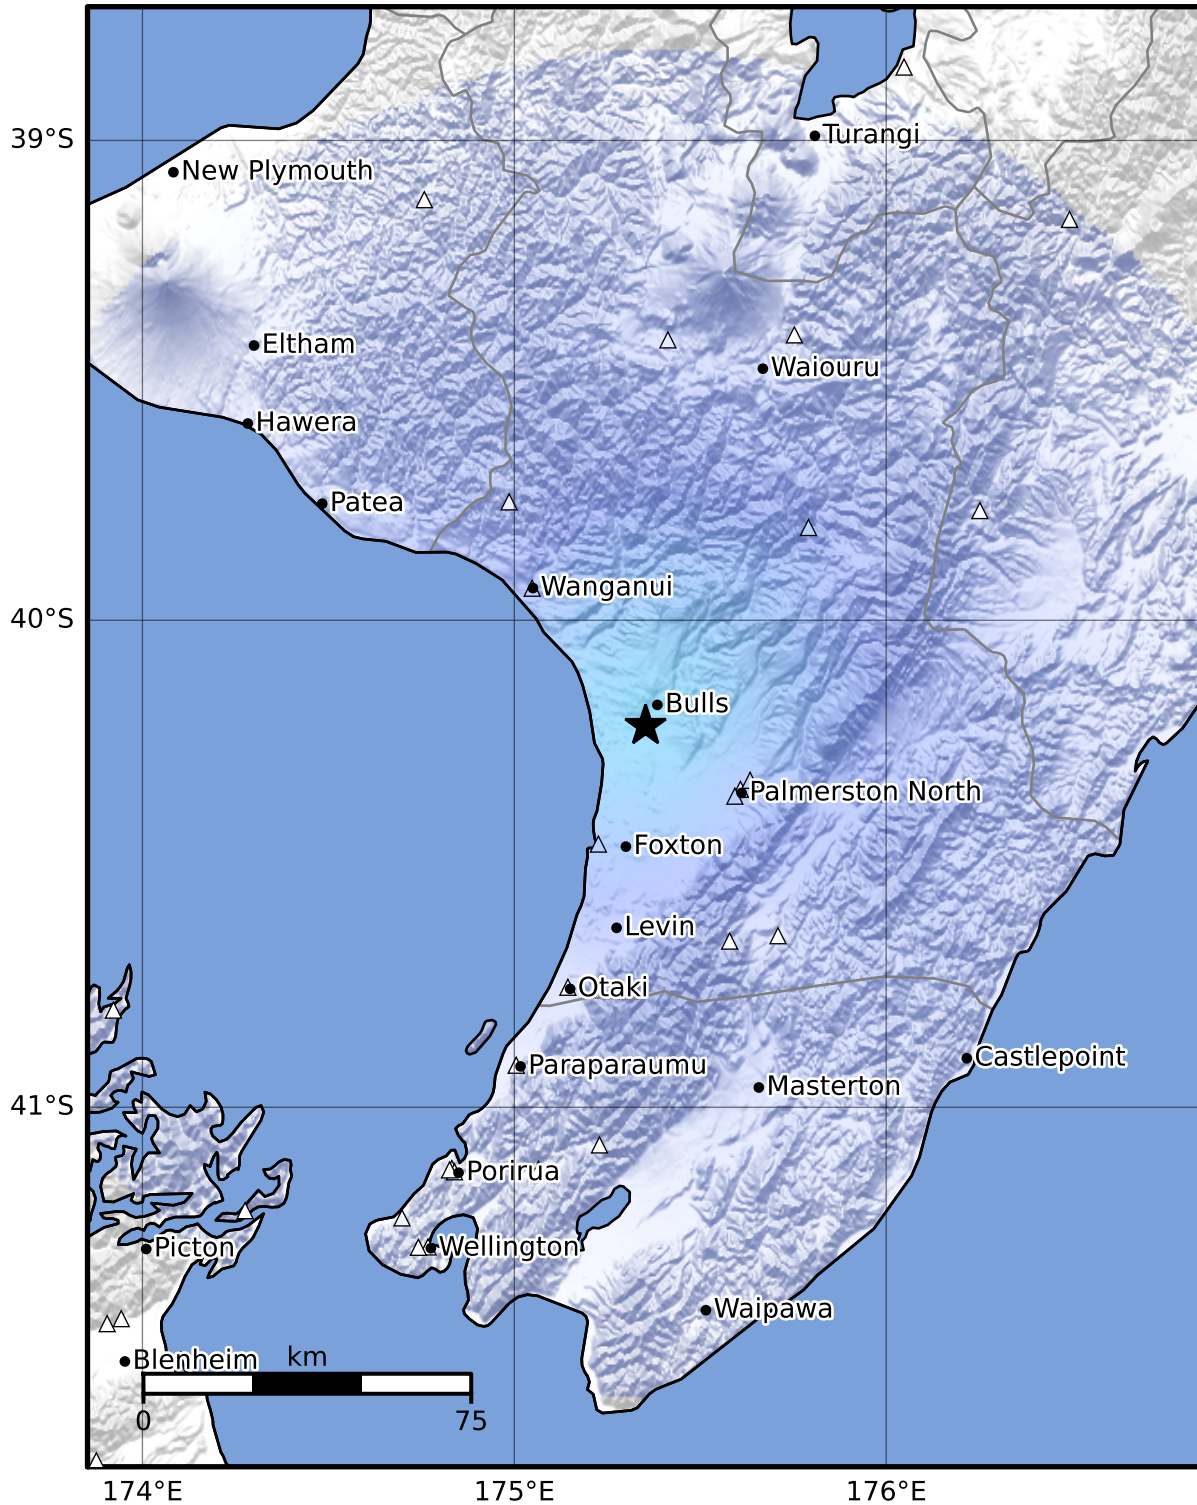 Turangi
39°S
New Plymouth
Eltham
Waiouru
Hawera
Patea
Wanganui
40°S
Bulls
Palmerston North
Foxton
Levin
Otaki
Castlepoint
Paraparaumu
Masterton
41°S
Porirua
Picton
Wellington
Waipawa
Blenheim
km
0
75
174°E
175°E
176°E